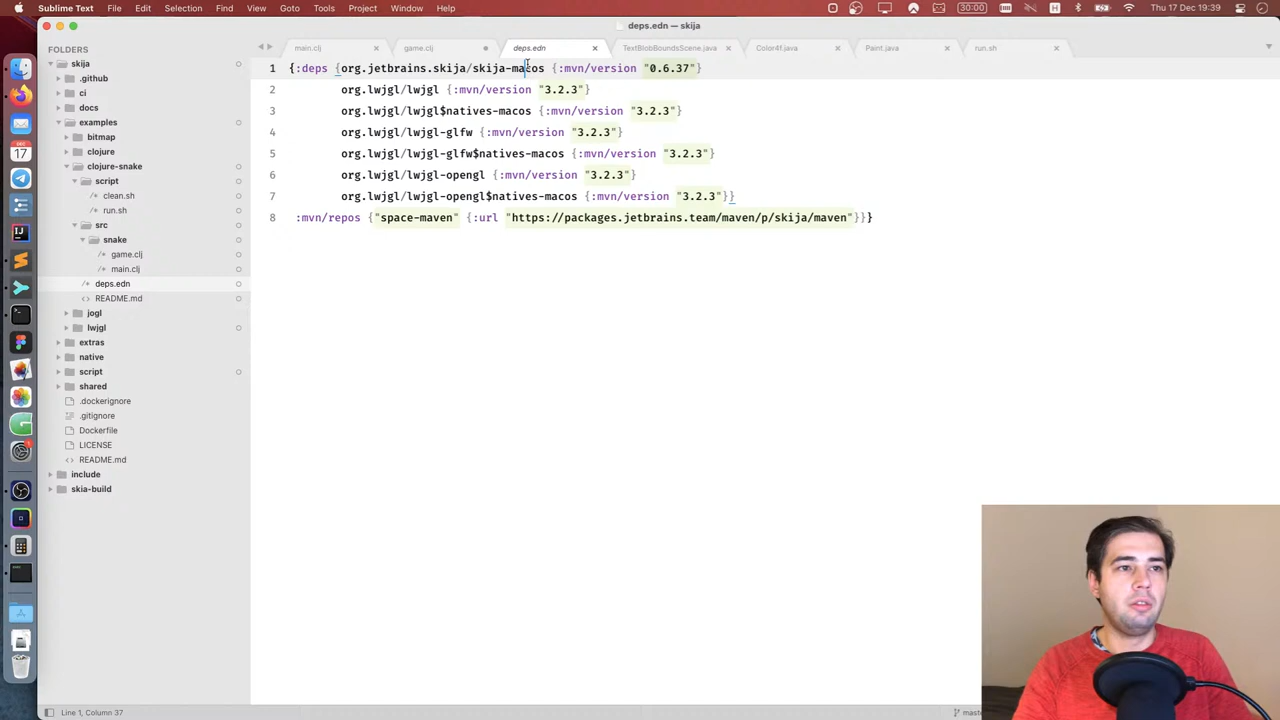 Sublime Text File Edit Selection Find View Goto Tools Project Window Help
30:00
Thu 17 Dec 19:39
deps.edn — skija
FOLDERS
skija
.github
ci
docs
examples
bitmap
clojure
clojure-snake
script
clean.sh
run.sh
src
snake
game.clj
main.clj
deps.edn
README.md
jogl
lwjgl
extras
native
script
shared
.dockerignore
.gitignore
Dockerfile
LICENSE
README.md
include
skia-build
main.clj game.clj deps.edn TextBlobBoundsScene.java Color4f.java Paint.java run.sh
1 {:deps {org.jetbrains.skija/skija-macos {:mvn/version "0.6.37"}
2 org.lwjgl/lwjgl {:mvn/version "3.2.3"}
3 org.lwjgl/lwjgl$natives-macos {:mvn/version "3.2.3"}
4 org.lwjgl/lwjgl-glfw {:mvn/version "3.2.3"}
5 org.lwjgl/lwjgl-glfw$natives-macos {:mvn/version "3.2.3"}
6 org.lwjgl/lwjgl-opengl {:mvn/version "3.2.3"}
7 org.lwjgl/lwjgl-opengl$natives-macos {:mvn/version "3.2.3"}}
8 :mvn/repos {"space-maven" {:url "https://packages.jetbrains.team/maven/p/skija/maven"}}}
DEC
17
Line 1, Column 37